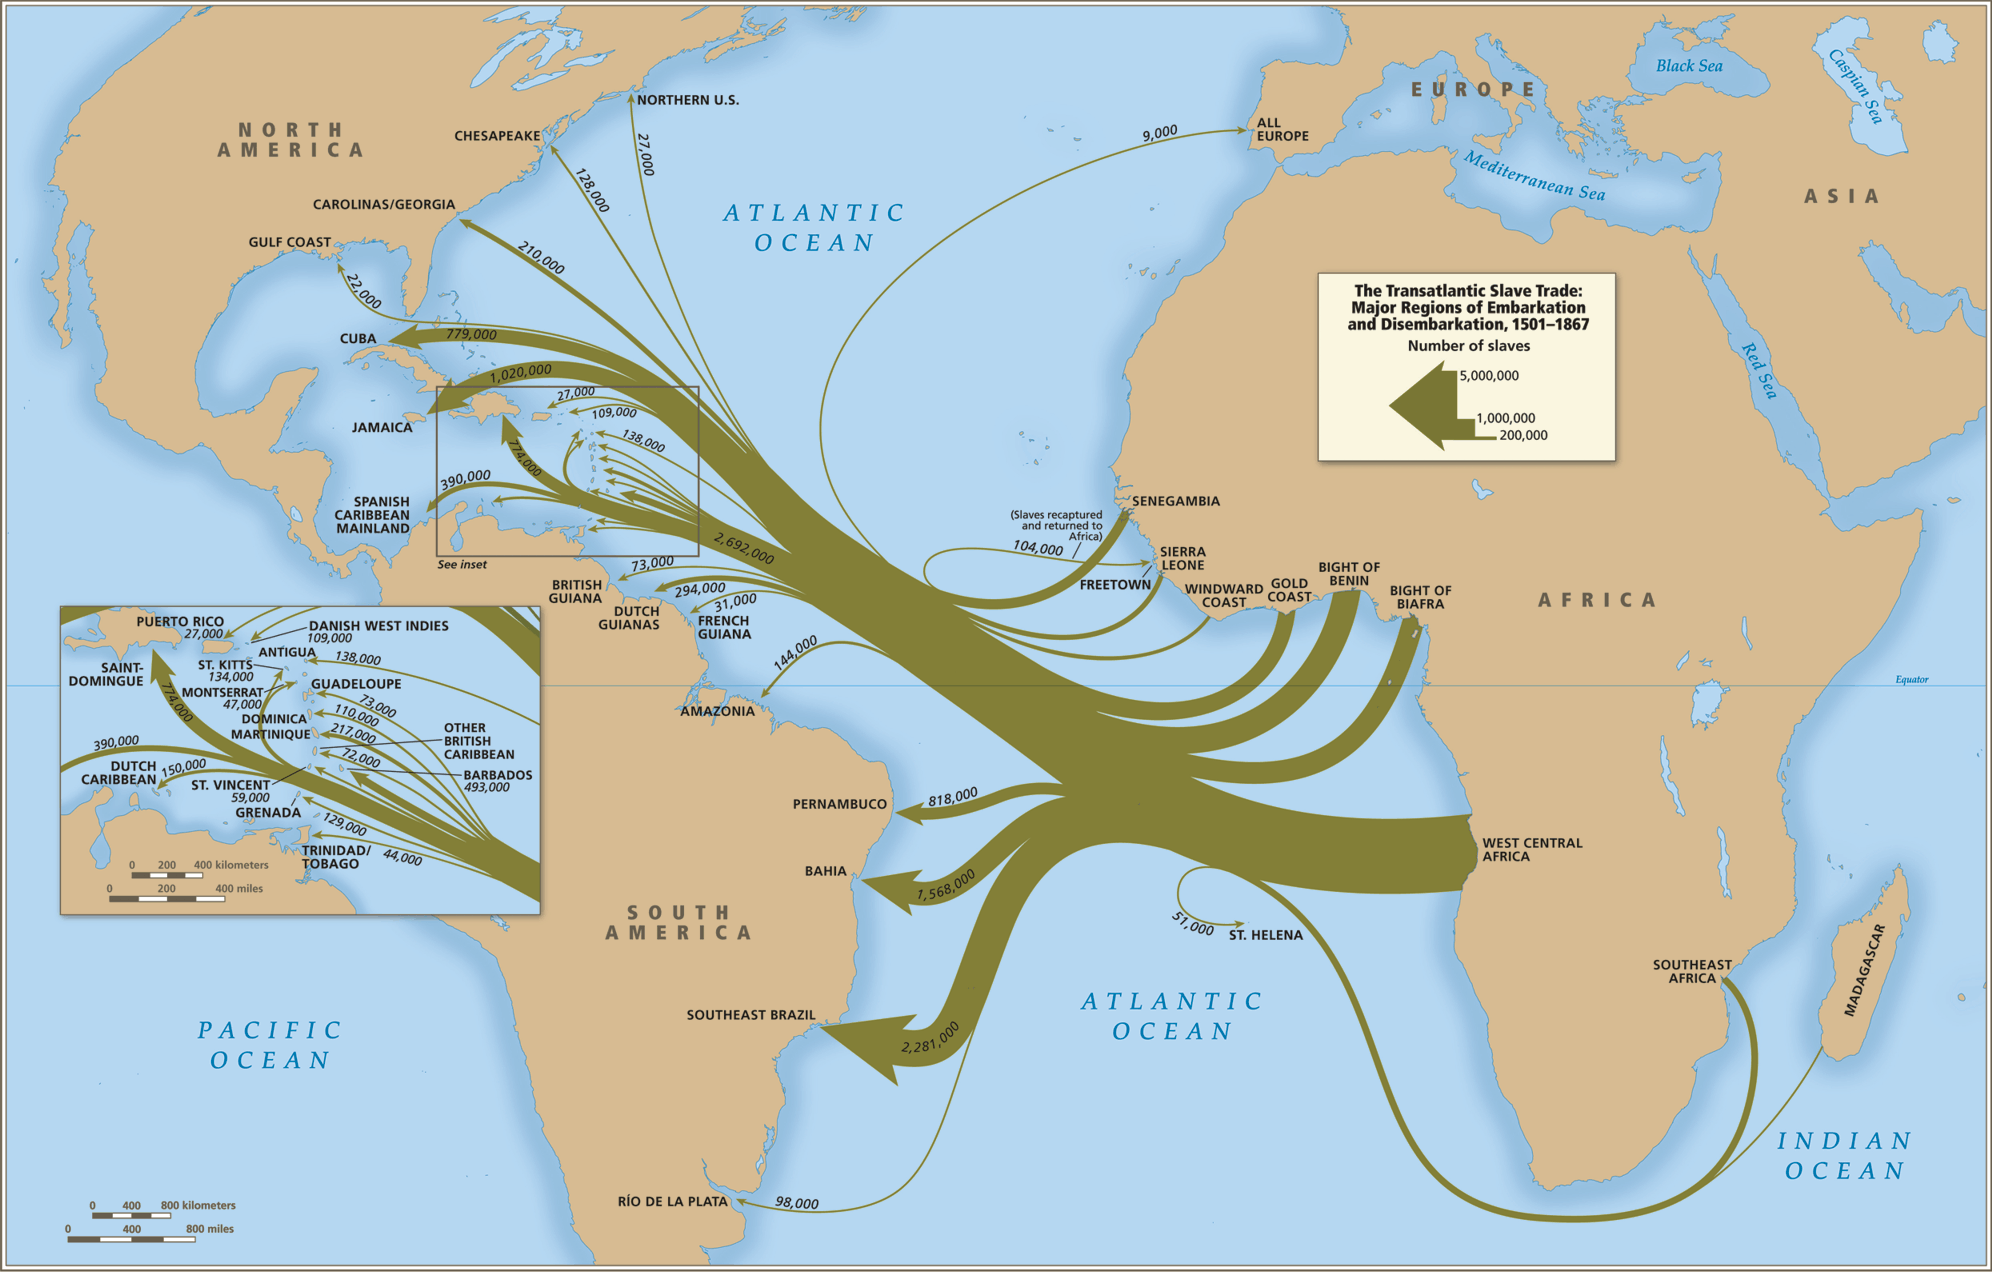 NORTH
AMERICA
NORTHERN U.S.
CHESAPEAKE
27,000
128,000
CAROLINAS/GEORGIA
210,000
GULF COAST
22,000
CUBA
779,000
1,020,000
JAMAICA
27,000
109,000
138,000
774,000
390,000
SPANISH
CARIBBEAN
MAINLAND
2,692,000
See inset
ATLANTIC
OCEAN
9,000
ALL
EUROPE
EUROPE
Black Sea
Caspian Sea
Mediterranean Sea
ASIA
Red Sea
The Transatlantic Slave Trade:
Major Regions of Embarkation
and Disembarkation, 1501–1867
Number of slaves
5,000,000
1,000,000
200,000
SENEGAMBIA
(Slaves recaptured
and returned to
Africa)
104,000
SIERRA
LEONE
FREETOWN
WINDWARD
COAST
GOLD
COAST
BIGHT OF
BENIN
BIGHT OF
BIAFRA
AFRICA
Equator
73,000
BRITISH
GUIANA
294,000
DUTCH
GUIANAS
31,000
FRENCH
GUIANA
144,000
AMAZONIA
PUERTO RICO
27,000
DANISH WEST INDIES
109,000
SAINT-
DOMINGUE
ANTIGUA
138,000
ST. KITTS
134,000
MONTSERRAT
47,000
GUADELOUPE
73,000
774,000
DOMINICA
110,000
MARTINIQUE
217,000
OTHER
BRITISH
CARIBBEAN
72,000
390,000
DUTCH
CARIBBEAN
150,000
BARBADOS
493,000
ST. VINCENT
59,000
GRENADA
129,000
TRINIDAD/
TOBAGO
44,000
0 200 400 kilometers
0 200 400 miles
PERNAMBUCO
818,000
BAHIA
1,568,000
WEST CENTRAL
AFRICA
SOUTH
AMERICA
51,000
ST. HELENA
SOUTHEAST
AFRICA
MADAGASCAR
SOUTHEAST BRAZIL
2,281,000
ATLANTIC
OCEAN
PACIFIC
OCEAN
INDIAN
OCEAN
RÍO DE LA PLATA
98,000
0 400 800 kilometers
0 400 800 miles